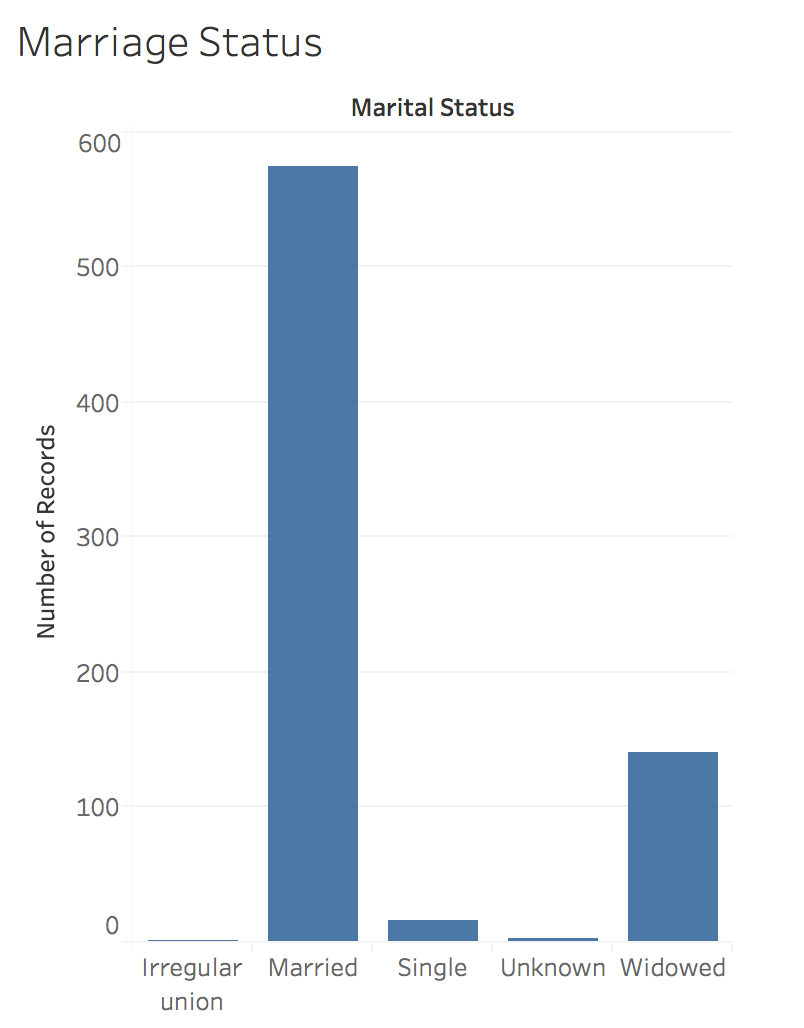 Marriage Status
Marital Status
600
500
400
300
200
100
0
Number of Records
Irregular union
Married
Single
Unknown
Widowed